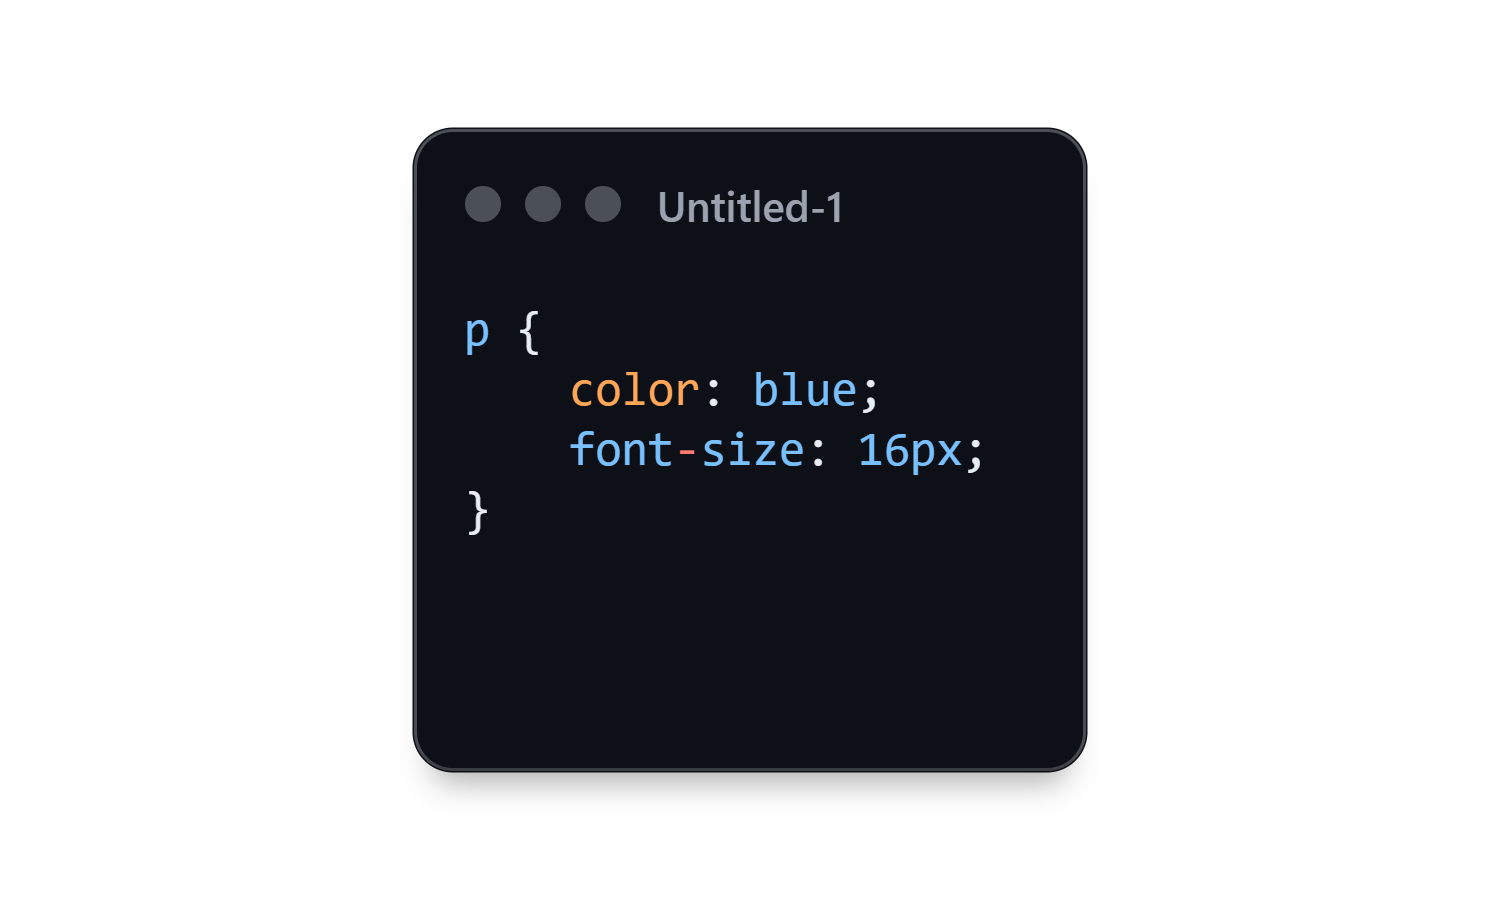 Untitled-1
p {
    color: blue;
    font-size: 16px;
}